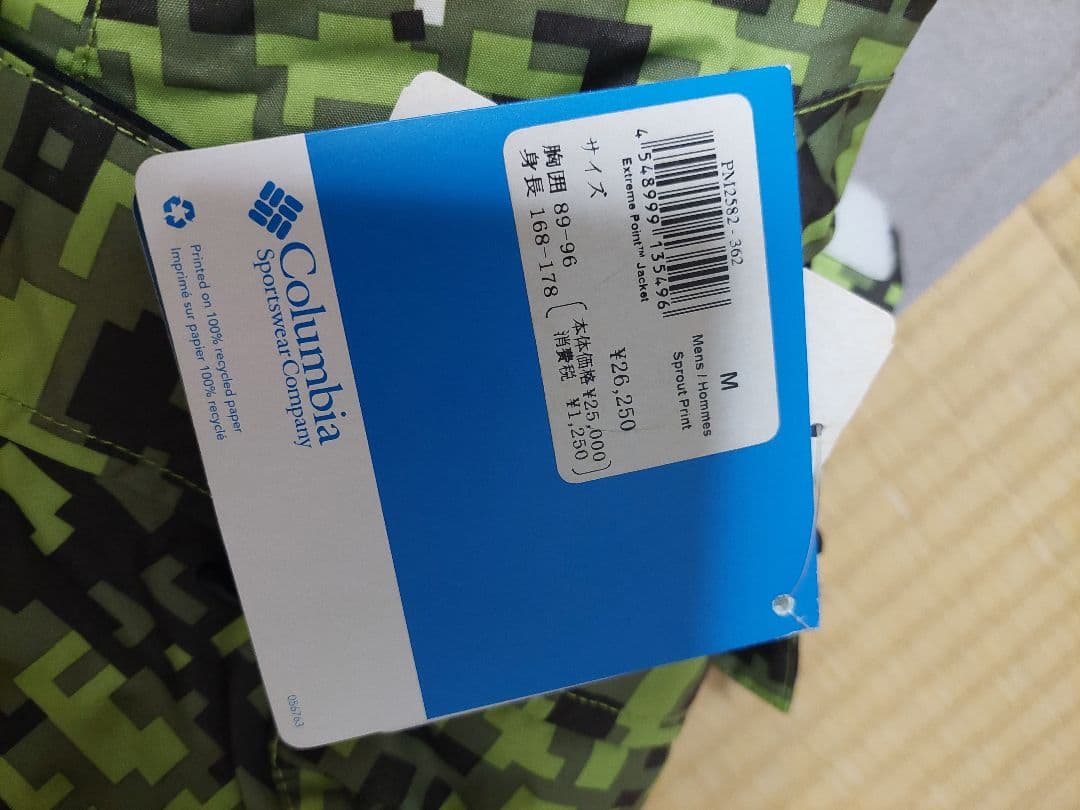 PM2582 - 362
M
4 548999 135496
Mens / Hommes
Extreme Point™ Jacket
Sprout Print
サイズ
¥26,250
胸囲 89-96
本体価格 ¥25,000
身長 168-178
消費税 ¥1,250
Columbia
Sportswear Company
Printed on 100% recycled paper
Imprimé sur papier 100% recyclé
056763